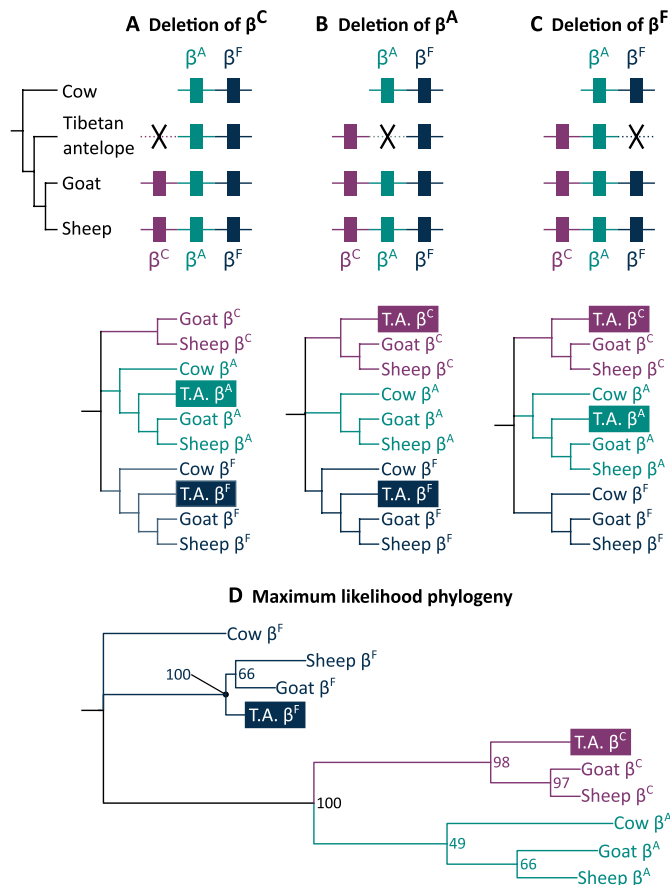 A Deletion of βᶜ
B Deletion of βᴬ
C Deletion of βF
βᴬ βF
βᴬ βF
βᴬ βF
Cow
Tibetan
antelope
Goat
Sheep
βᶜ βᴬ βF
βᶜ βᴬ βF
βᶜ βᴬ βF
Goat βᶜ
Sheep βᶜ
Cow βᴬ
T.A. βᴬ
Goat βᴬ
Sheep βᴬ
Cow βF
T.A. βF
Goat βF
Sheep βF
T.A. βᶜ
Goat βᶜ
Sheep βᶜ
Cow βᴬ
Goat βᴬ
Sheep βᴬ
Cow βF
T.A. βF
Goat βF
Sheep βF
T.A. βᶜ
Goat βᶜ
Sheep βᶜ
Cow βᴬ
T.A. βᴬ
Goat βᴬ
Sheep βᴬ
Cow βF
Goat βF
Sheep βF
D Maximum likelihood phylogeny
Cow βF
Sheep βF
100
66
Goat βF
T.A. βF
T.A. βᶜ
98
Goat βᶜ
97
Sheep βᶜ
100
Cow βᴬ
49
Goat βᴬ
66
Sheep βᴬ